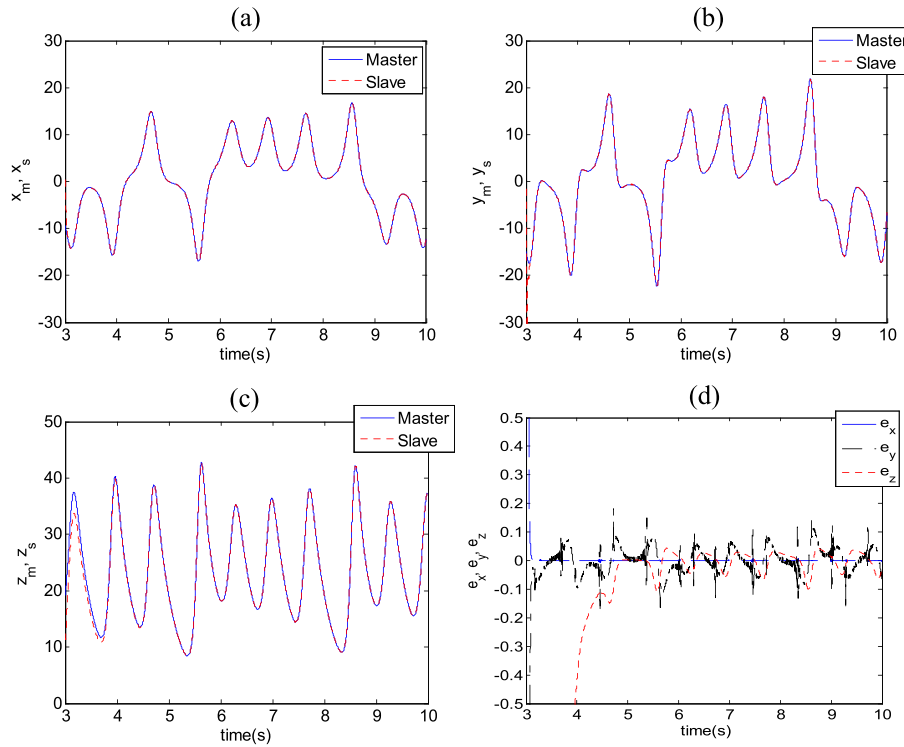 (a)
30
20
10
0
-10
-20
-30
3 4 5 6 7 8 9 10
time(s)
x_m, x_s
Master
Slave
(b)
30
20
10
0
-10
-20
-30
3 4 5 6 7 8 9 10
time(s)
y_m, y_s
Master
Slave
(c)
50
40
30
20
10
0
3 4 5 6 7 8 9 10
time(s)
z_m, z_s
Master
Slave
(d)
0.5
0.4
0.3
0.2
0.1
0
-0.1
-0.2
-0.3
-0.4
-0.5
3 4 5 6 7 8 9 10
time(s)
e_x, e_y, e_z
e_x
e_y
e_z